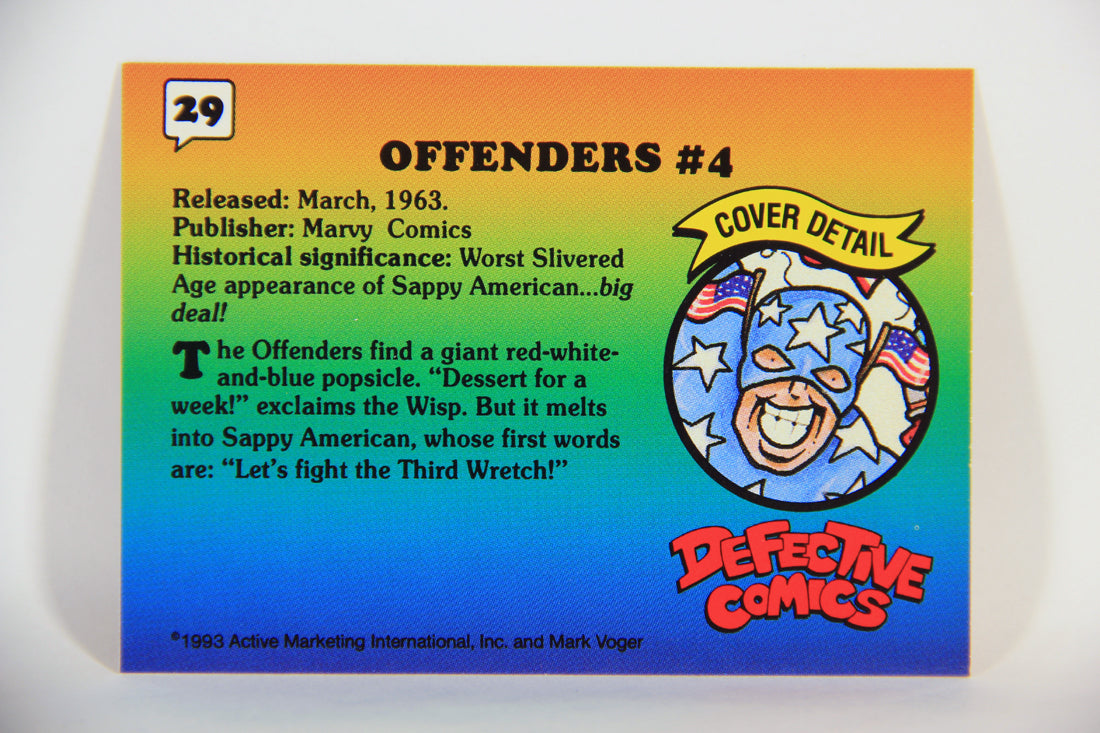 29
OFFENDERS #4
Released: March, 1963.
Publisher: Marvy Comics
Historical significance: Worst Slivered
Age appearance of Sappy American...big
deal!
The Offenders find a giant red-white-
and-blue popsicle. “Dessert for a
week!” exclaims the Wisp. But it melts
into Sappy American, whose first words
are: “Let’s fight the Third Wretch!”
COVER DETAIL
DEFECTIVE
COMICS
©1993 Active Marketing International, Inc. and Mark Voger